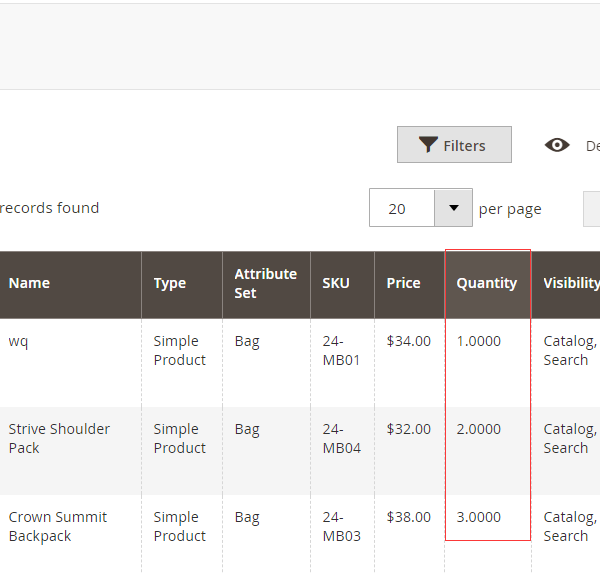 Filters
De
records found
20
per page
Name
Type
Attribute
Set
SKU
Price
Quantity
Visibility
wq
Simple
Product
Bag
24-
MB01
$34.00
1.0000
Catalog,
Search
Strive Shoulder
Pack
Simple
Product
Bag
24-
MB04
$32.00
2.0000
Catalog,
Search
Crown Summit
Backpack
Simple
Product
Bag
24-
MB03
$38.00
3.0000
Catalog,
Search